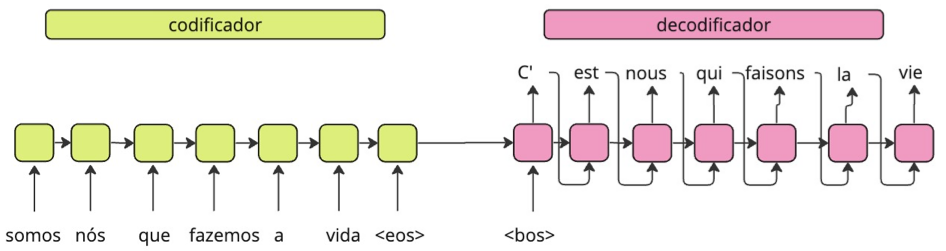 codificador decodificador
C' est nous qui faisons la vie
somos nós que fazemos a vida <eos> <bos>